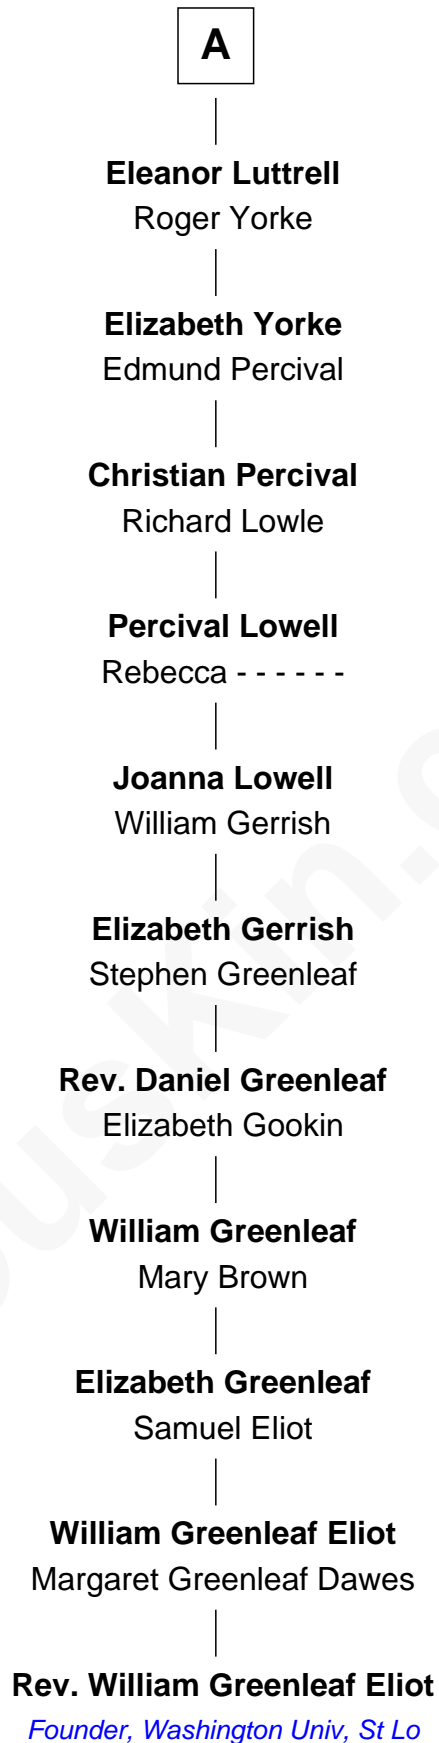 A
Eleanor Luttrell
Roger Yorke
Elizabeth Yorke
Edmund Percival
Christian Percival
Richard Lowle
Percival Lowell
Rebecca - - - - - -
Joanna Lowell
William Gerrish
Elizabeth Gerrish
Stephen Greenleaf
Rev. Daniel Greenleaf
Elizabeth Gookin
William Greenleaf
Mary Brown
Elizabeth Greenleaf
Samuel Eliot
William Greenleaf Eliot
Margaret Greenleaf Dawes
Rev. William Greenleaf Eliot
Founder, Washington Univ, St Lo